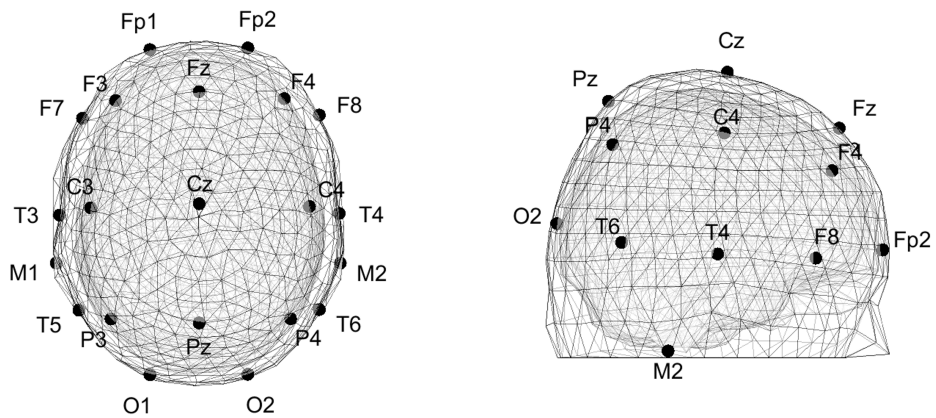 Fp1 Fp2
F3 Fz F4
F7 F8
C3 Cz C4
T3 T4
M1 M2
T5 P3 Pz P4 T6
O1 O2
Cz
Pz Fz
P4 C4 F4
O2 T6 T4 F8 Fp2
M2